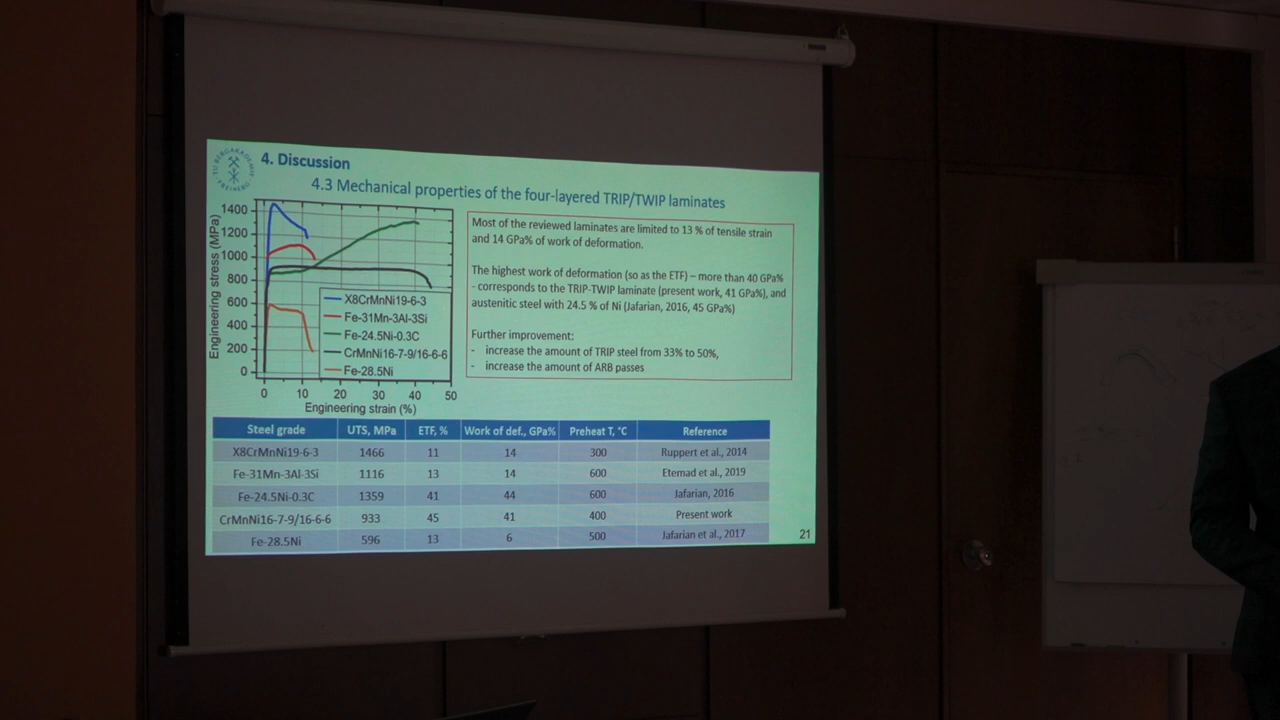 TU BERGAKADEMIE
FREIBERG
4. Discussion
4.3 Mechanical properties of the four-layered TRIP/TWIP laminates
Engineering stress (MPa)
1400
1200
1000
800
600
400
200
0
X8CrMnNi19-6-3
Fe-31Mn-3Al-3Si
Fe-24.5Ni-0.3C
CrMnNi16-7-9/16-6-6
Fe-28.5Ni
0 10 20 30 40 50
Engineering strain (%)
Most of the reviewed laminates are limited to 13 % of tensile strain
and 14 GPa% of work of deformation.
The highest work of deformation (so as the ETF) – more than 40 GPa%
- corresponds to the TRIP-TWIP laminate (present work, 41 GPa%), and
austenitic steel with 24.5 % of Ni (Jafarian, 2016, 45 GPa%)
Further improvement:
- increase the amount of TRIP steel from 33% to 50%,
- increase the amount of ARB passes
Steel grade UTS, MPa ETF, % Work of def., GPa% Preheat T, °C Reference
X8CrMnNi19-6-3 1466 11 14 300 Ruppert et al., 2014
Fe-31Mn-3Al-3Si 1116 13 14 600 Etemad et al., 2019
Fe-24.5Ni-0.3C 1359 41 44 600 Jafarian, 2016
CrMnNi16-7-9/16-6-6 933 45 41 400 Present work
Fe-28.5Ni 596 13 6 500 Jafarian et al., 2017
21